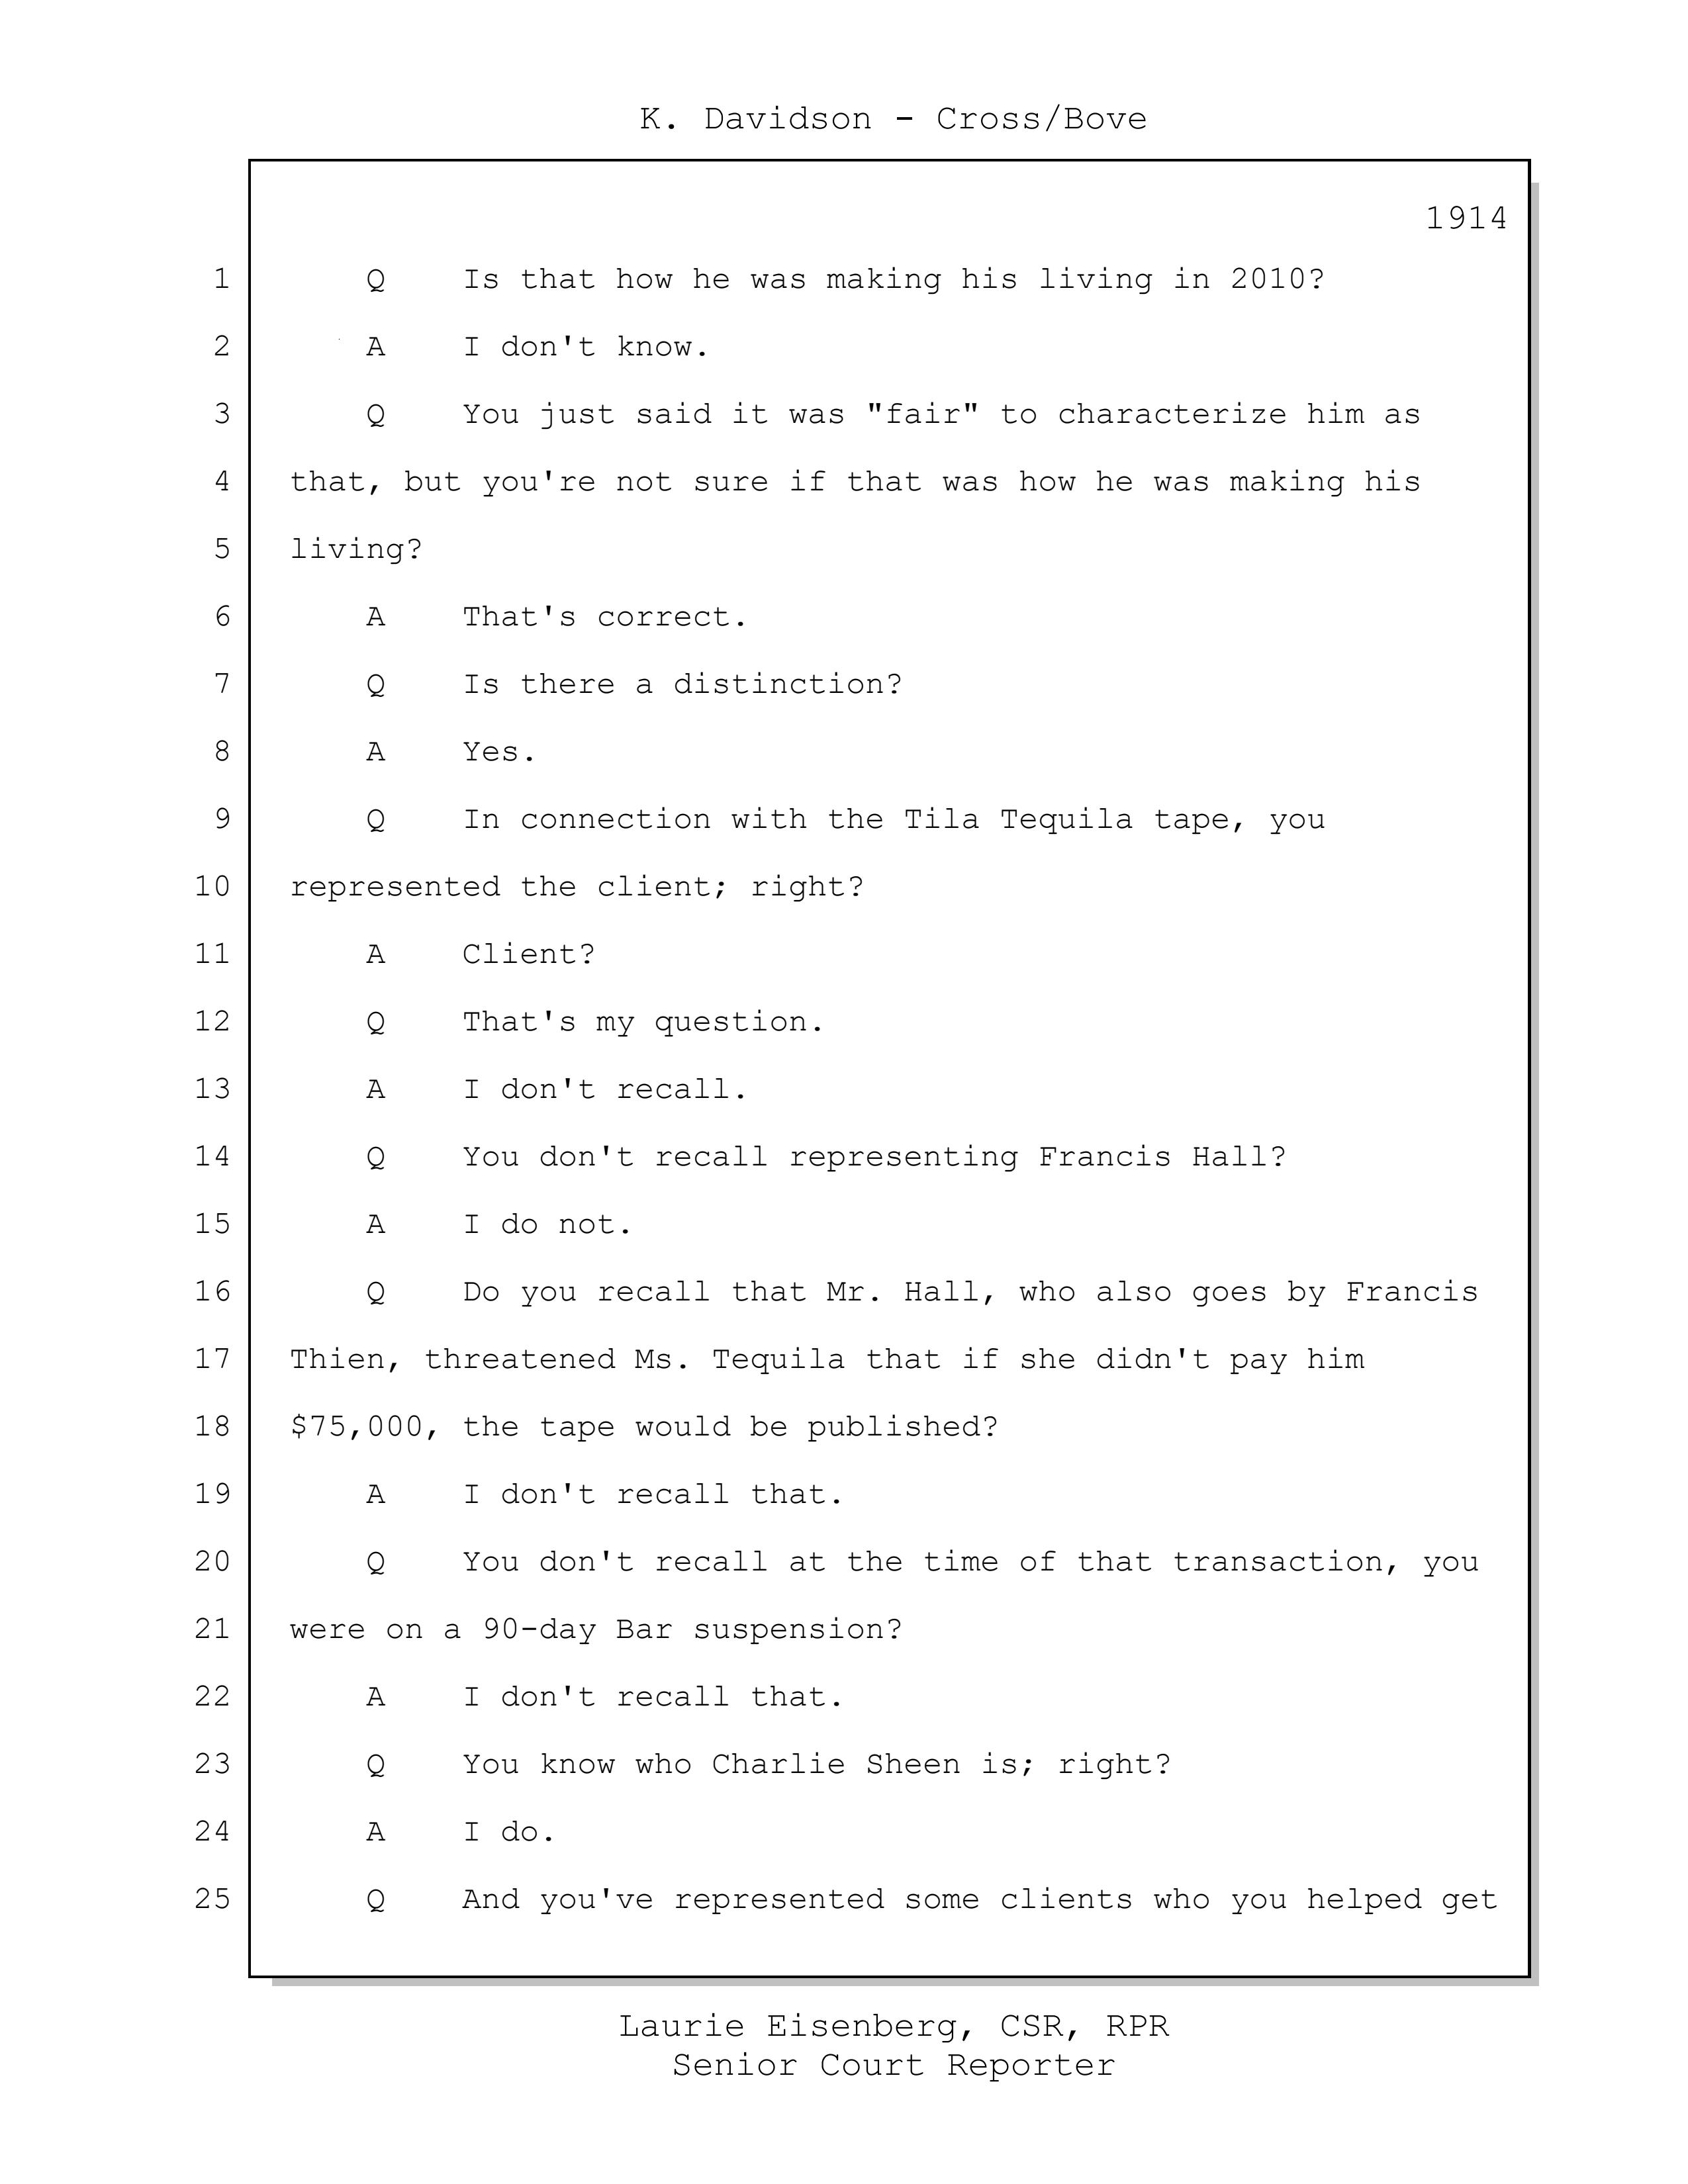 K. Davidson - Cross/Bove
1914
1 Q Is that how he was making his living in 2010?
2 A I don't know.
3 Q You just said it was "fair" to characterize him as
4 that, but you're not sure if that was how he was making his
5 living?
6 A That's correct.
7 Q Is there a distinction?
8 A Yes.
9 Q In connection with the Tila Tequila tape, you
10 represented the client; right?
11 A Client?
12 Q That's my question.
13 A I don't recall.
14 Q You don't recall representing Francis Hall?
15 A I do not.
16 Q Do you recall that Mr. Hall, who also goes by Francis
17 Thien, threatened Ms. Tequila that if she didn't pay him
18 $75,000, the tape would be published?
19 A I don't recall that.
20 Q You don't recall at the time of that transaction, you
21 were on a 90-day Bar suspension?
22 A I don't recall that.
23 Q You know who Charlie Sheen is; right?
24 A I do.
25 Q And you've represented some clients who you helped get
Laurie Eisenberg, CSR, RPR
Senior Court Reporter